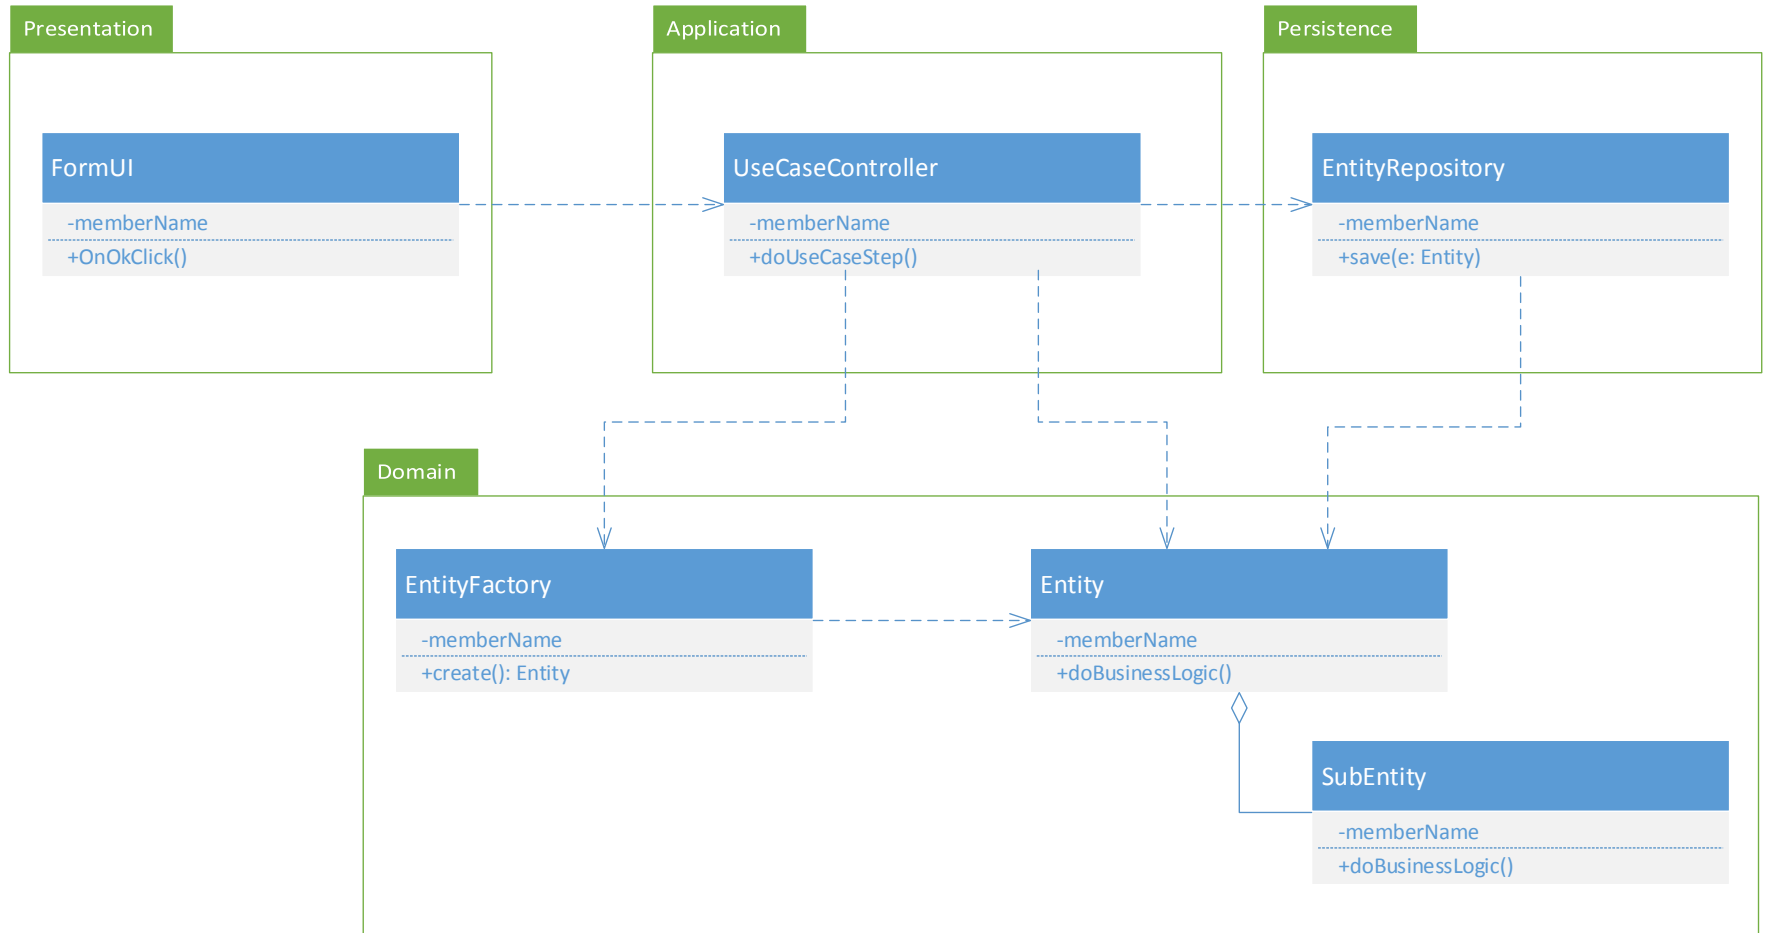 Presentation
FormUI
-memberName
+OnOkClick()
Application
UseCaseController
-memberName
+doUseCaseStep()
Persistence
EntityRepository
-memberName
+save(e: Entity)
Domain
EntityFactory
-memberName
+create(): Entity
Entity
-memberName
+doBusinessLogic()
SubEntity
-memberName
+doBusinessLogic()